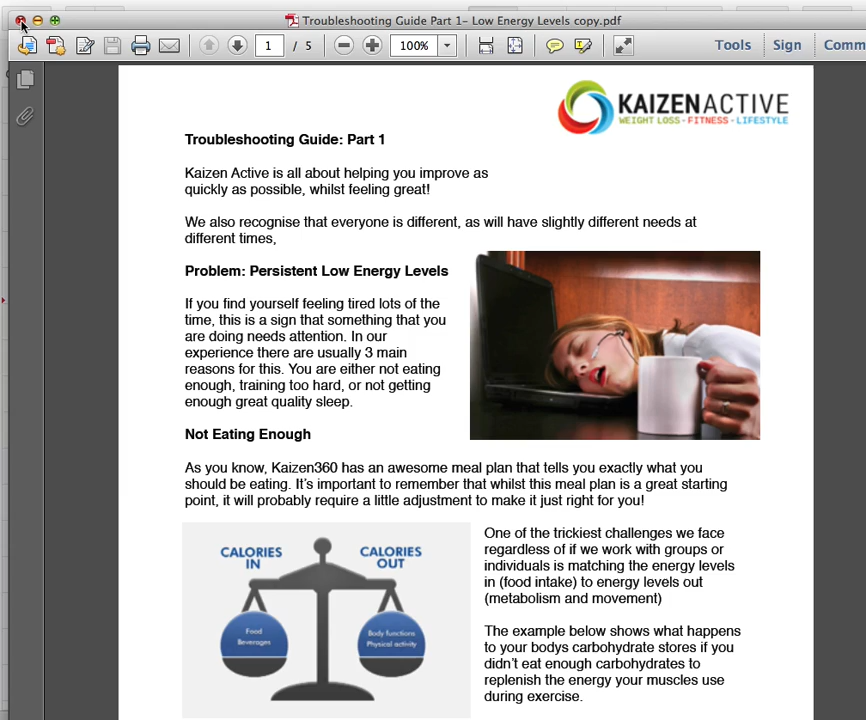 Troubleshooting Guide Part 1- Low Energy Levels copy.pdf
1 / 5 100% Tools Sign Comm
KAIZENACTIVE
WEIGHT LOSS - FITNESS - LIFESTYLE
Troubleshooting Guide: Part 1
Kaizen Active is all about helping you improve as
quickly as possible, whilst feeling great!
We also recognise that everyone is different, as will have slightly different needs at
different times,
Problem: Persistent Low Energy Levels
If you find yourself feeling tired lots of the
time, this is a sign that something that you
are doing needs attention. In our
experience there are usually 3 main
reasons for this. You are either not eating
enough, training too hard, or not getting
enough great quality sleep.
Not Eating Enough
As you know, Kaizen360 has an awesome meal plan that tells you exactly what you
should be eating. It's important to remember that whilst this meal plan is a great starting
point, it will probably require a little adjustment to make it just right for you!
CALORIES
IN
CALORIES
OUT
Food
Beverages
Body functions
Physical activity
One of the trickiest challenges we face
regardless of if we work with groups or
individuals is matching the energy levels
in (food intake) to energy levels out
(metabolism and movement)
The example below shows what happens
to your bodys carbohydrate stores if you
didn't eat enough carbohydrates to
replenish the energy your muscles use
during exercise.